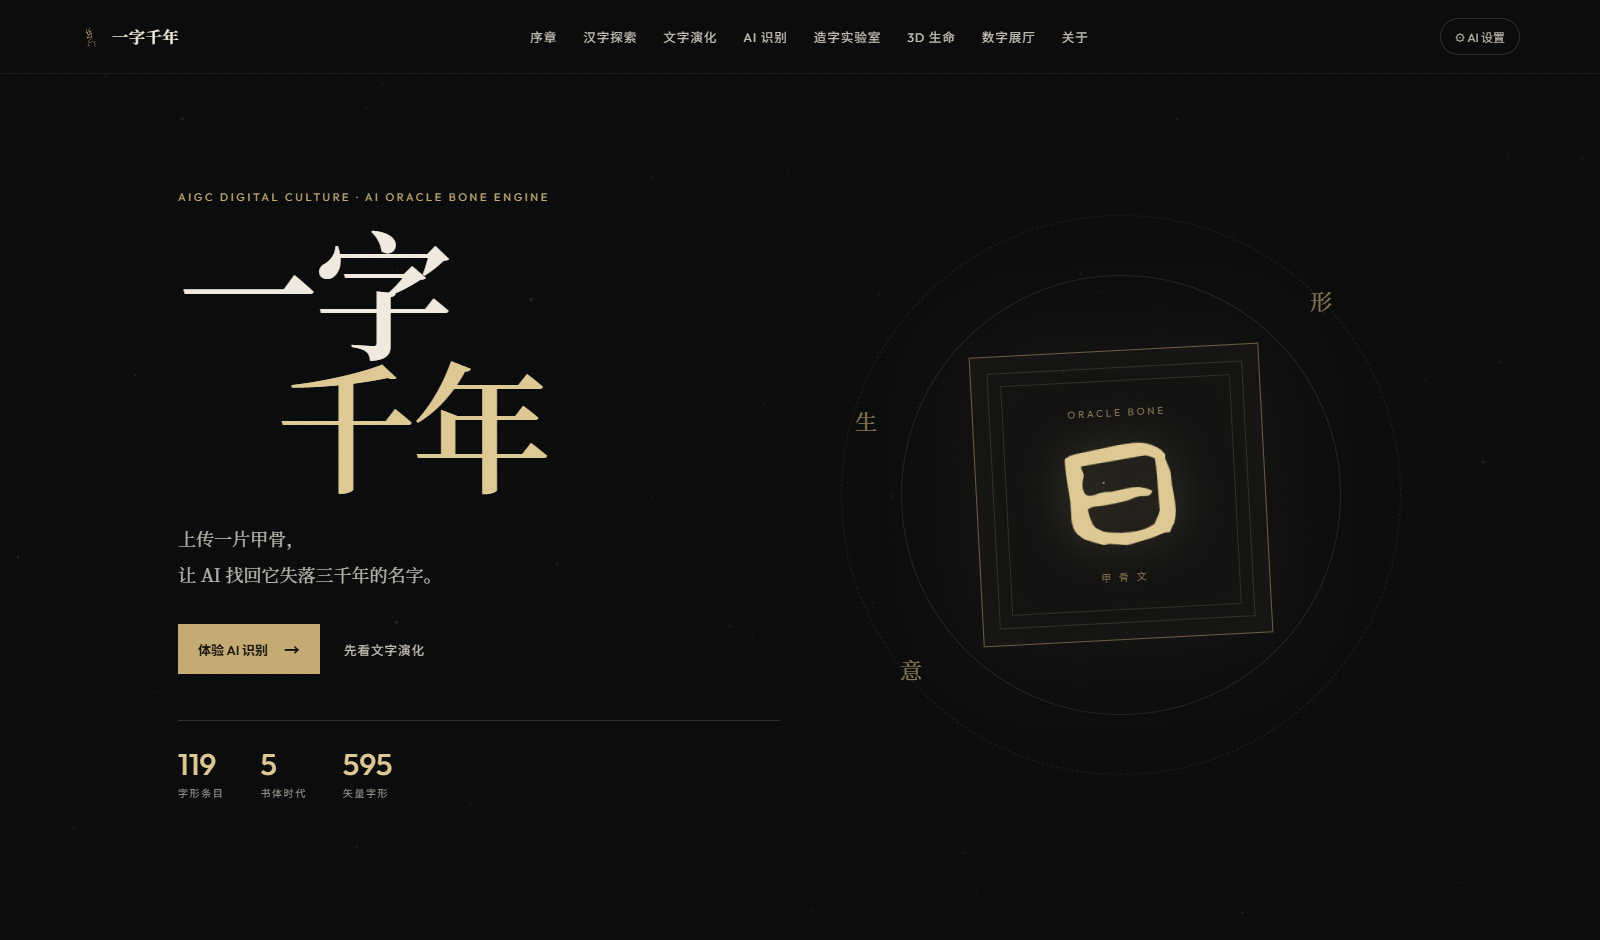 一字千年
序章
汉字探索
文字演化
AI 识别
造字实验室
3D 生命
数字展厅
关于
AI 设置
AIGC DIGITAL CULTURE · AI ORACLE BONE ENGINE
一字
千年
上传一片甲骨，
让 AI 找回它失落三千年的名字。
体验 AI 识别 →
先看文字演化
119
字形条目
5
书体时代
595
矢量字形
形
生
意
ORACLE BONE
日
甲骨文